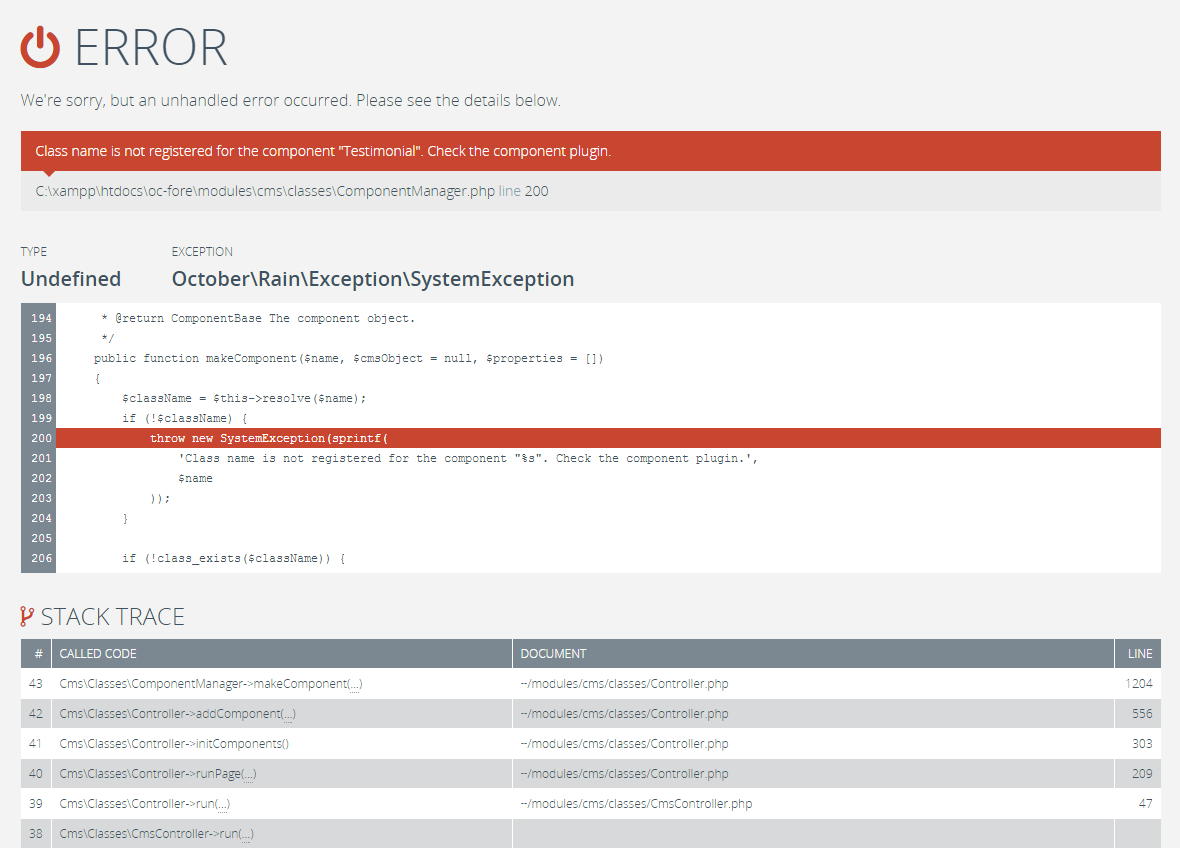 ERROR
We're sorry, but an unhandled error occurred. Please see the details below.
Class name is not registered for the component "Testimonial". Check the component plugin.
C:\xampp\htdocs\oc-fore\modules\cms\classes\ComponentManager.php line 200
TYPE EXCEPTION
Undefined October\Rain\Exception\SystemException
194 * @return ComponentBase The component object.
195 */
196 public function makeComponent($name, $cmsObject = null, $properties = [])
197 {
198 $className = $this->resolve($name);
199 if (!$className) {
200 throw new SystemException(sprintf(
201 'Class name is not registered for the component "%s". Check the component plugin.',
202 $name
203 ));
204 }
205
206 if (!class_exists($className)) {
STACK TRACE
# CALLED CODE DOCUMENT LINE
43 Cms\Classes\ComponentManager->makeComponent(...) ~/modules/cms/classes/Controller.php 1204
42 Cms\Classes\Controller->addComponent(...) ~/modules/cms/classes/Controller.php 556
41 Cms\Classes\Controller->initComponents() ~/modules/cms/classes/Controller.php 303
40 Cms\Classes\Controller->runPage(...) ~/modules/cms/classes/Controller.php 209
39 Cms\Classes\Controller->run(...) ~/modules/cms/classes/CmsController.php 47
38 Cms\Classes\CmsController->run(...)